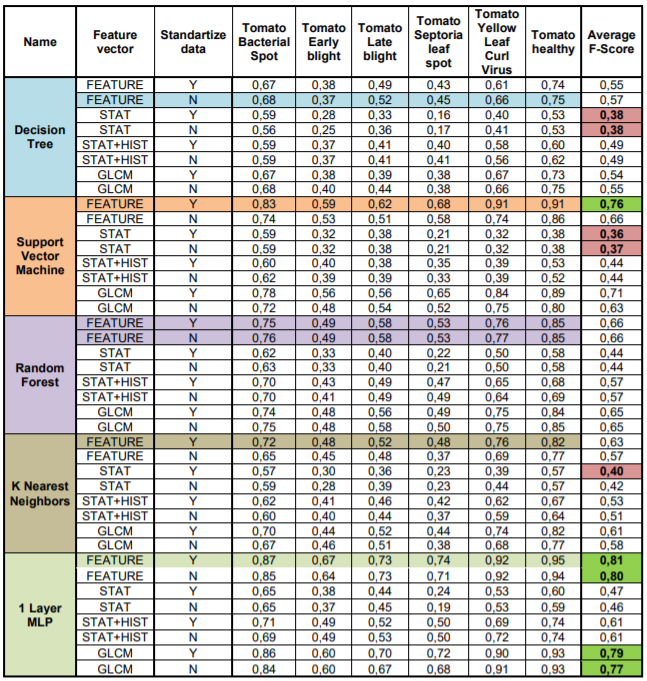 Name Feature vector Standartize data Tomato Bacterial Spot Tomato Early blight Tomato Late blight Tomato Septoria leaf spot Tomato Yellow Leaf Curl Virus Tomato healthy Average F-Score
Decision Tree
FEATURE Y 0,67 0,38 0,49 0,43 0,61 0,74 0,55
FEATURE N 0,68 0,37 0,52 0,45 0,66 0,75 0,57
STAT Y 0,59 0,28 0,33 0,16 0,40 0,53 0,38
STAT N 0,56 0,25 0,36 0,17 0,41 0,53 0,38
STAT+HIST Y 0,59 0,37 0,41 0,40 0,58 0,60 0,49
STAT+HIST N 0,59 0,37 0,41 0,41 0,56 0,62 0,49
GLCM Y 0,67 0,38 0,39 0,38 0,67 0,73 0,54
GLCM N 0,68 0,40 0,44 0,38 0,66 0,75 0,55
Support Vector Machine
FEATURE Y 0,83 0,59 0,62 0,68 0,91 0,91 0,76
FEATURE N 0,74 0,53 0,51 0,58 0,74 0,86 0,66
STAT Y 0,59 0,32 0,38 0,21 0,32 0,38 0,36
STAT N 0,59 0,32 0,38 0,21 0,32 0,38 0,37
STAT+HIST Y 0,60 0,40 0,38 0,35 0,39 0,53 0,44
STAT+HIST N 0,62 0,39 0,39 0,33 0,39 0,52 0,44
GLCM Y 0,78 0,56 0,56 0,65 0,84 0,89 0,71
GLCM N 0,72 0,48 0,54 0,52 0,75 0,80 0,63
Random Forest
FEATURE Y 0,75 0,49 0,58 0,53 0,76 0,85 0,66
FEATURE N 0,76 0,49 0,58 0,53 0,77 0,85 0,66
STAT Y 0,62 0,33 0,40 0,22 0,50 0,58 0,44
STAT N 0,63 0,33 0,40 0,21 0,50 0,58 0,44
STAT+HIST Y 0,70 0,43 0,49 0,47 0,65 0,68 0,57
STAT+HIST N 0,70 0,41 0,49 0,49 0,64 0,69 0,57
GLCM Y 0,74 0,48 0,56 0,49 0,75 0,84 0,65
GLCM N 0,75 0,48 0,58 0,50 0,75 0,85 0,65
K Nearest Neighbors
FEATURE Y 0,72 0,48 0,52 0,48 0,76 0,82 0,63
FEATURE N 0,65 0,45 0,48 0,37 0,69 0,77 0,57
STAT Y 0,57 0,30 0,36 0,23 0,39 0,57 0,40
STAT N 0,59 0,28 0,39 0,23 0,44 0,57 0,42
STAT+HIST Y 0,62 0,41 0,46 0,42 0,62 0,67 0,53
STAT+HIST N 0,60 0,40 0,44 0,37 0,59 0,64 0,51
GLCM Y 0,70 0,44 0,52 0,44 0,74 0,82 0,61
GLCM N 0,67 0,46 0,51 0,38 0,68 0,77 0,58
1 Layer MLP
FEATURE Y 0,87 0,67 0,73 0,74 0,92 0,95 0,81
FEATURE N 0,85 0,64 0,73 0,71 0,92 0,94 0,80
STAT Y 0,65 0,38 0,44 0,24 0,53 0,60 0,47
STAT N 0,65 0,37 0,45 0,19 0,53 0,59 0,46
STAT+HIST Y 0,71 0,49 0,52 0,50 0,69 0,74 0,61
STAT+HIST N 0,69 0,49 0,53 0,50 0,72 0,74 0,61
GLCM Y 0,86 0,60 0,70 0,72 0,90 0,93 0,79
GLCM N 0,84 0,60 0,67 0,68 0,91 0,93 0,77